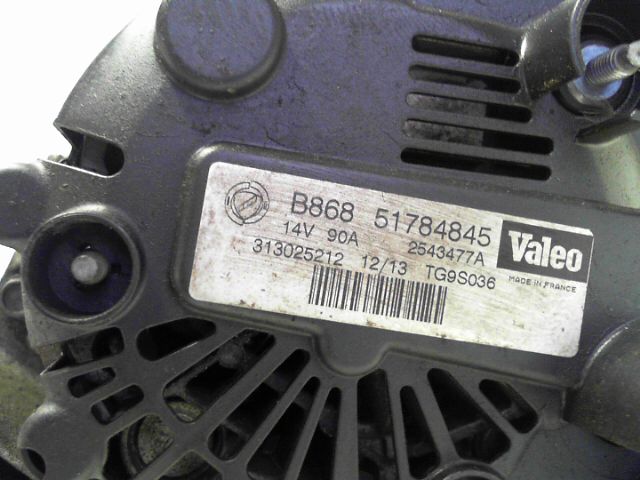 B868 51784845
14V 90A 2543477A
313025212 12/13 TG9S036
Valeo
MADE IN FRANCE